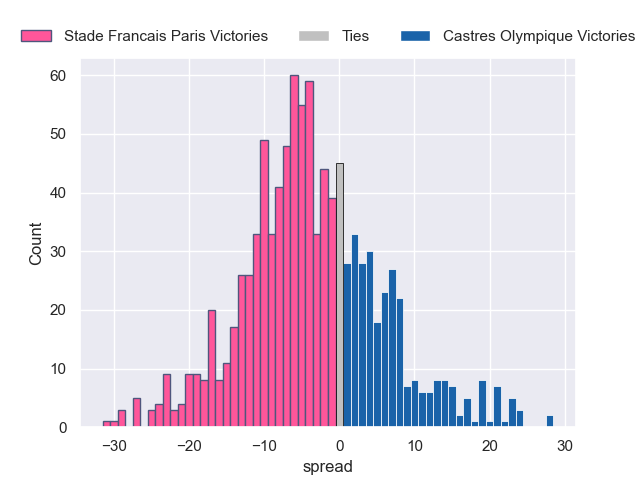 Stade Francais Paris Victories Ties Castres Olympique Victories
60
50
40
30
20
10
0
Count
−30 −20 −10 0 10 20 30
spread